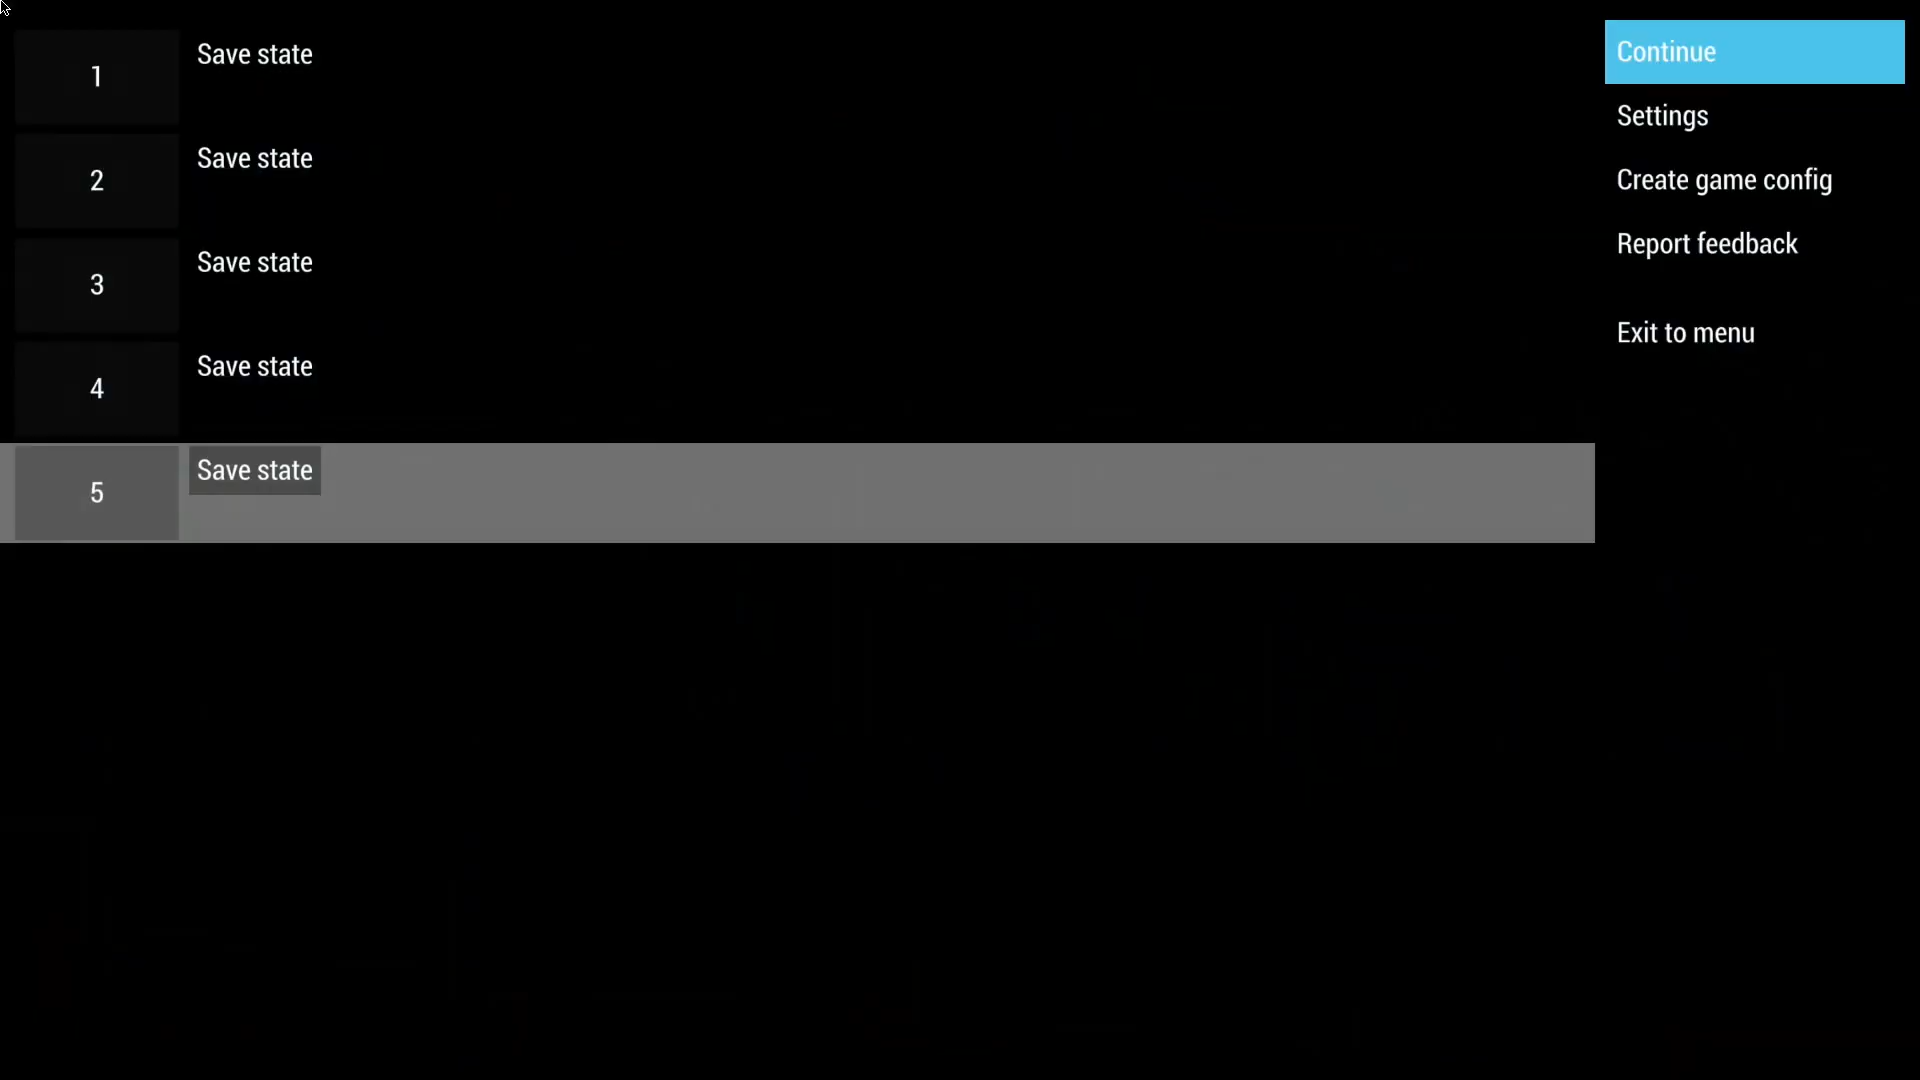 1
Save state
2
Save state
3
Save state
4
Save state
5
Save state
Continue
Settings
Create game config
Report feedback
Exit to menu